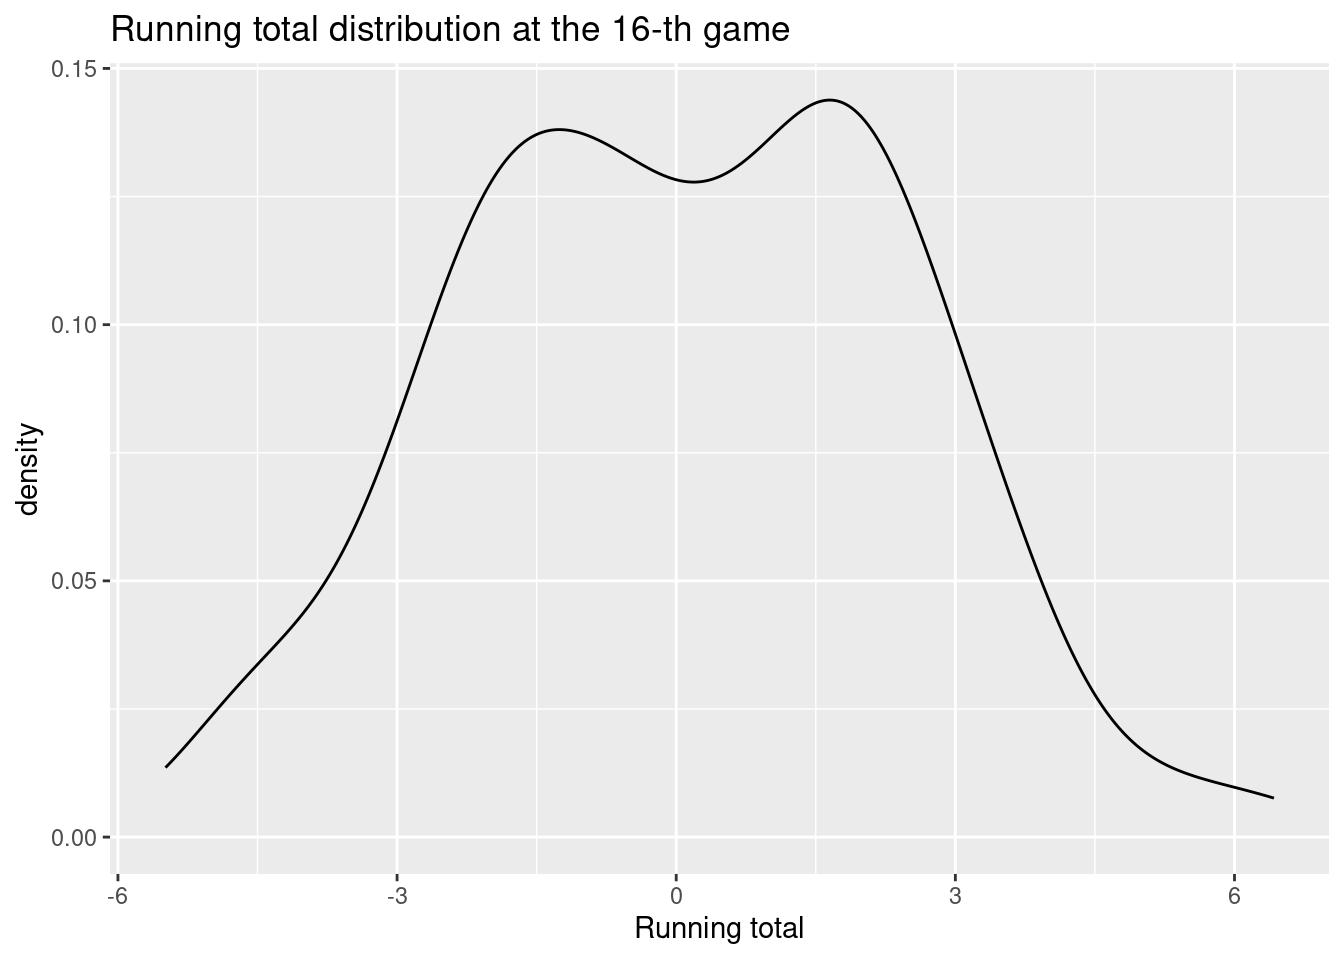 Running total distribution at the 16-th game
0.15
0.10
0.05
0.00
density
-6 -3 0 3 6
Running total